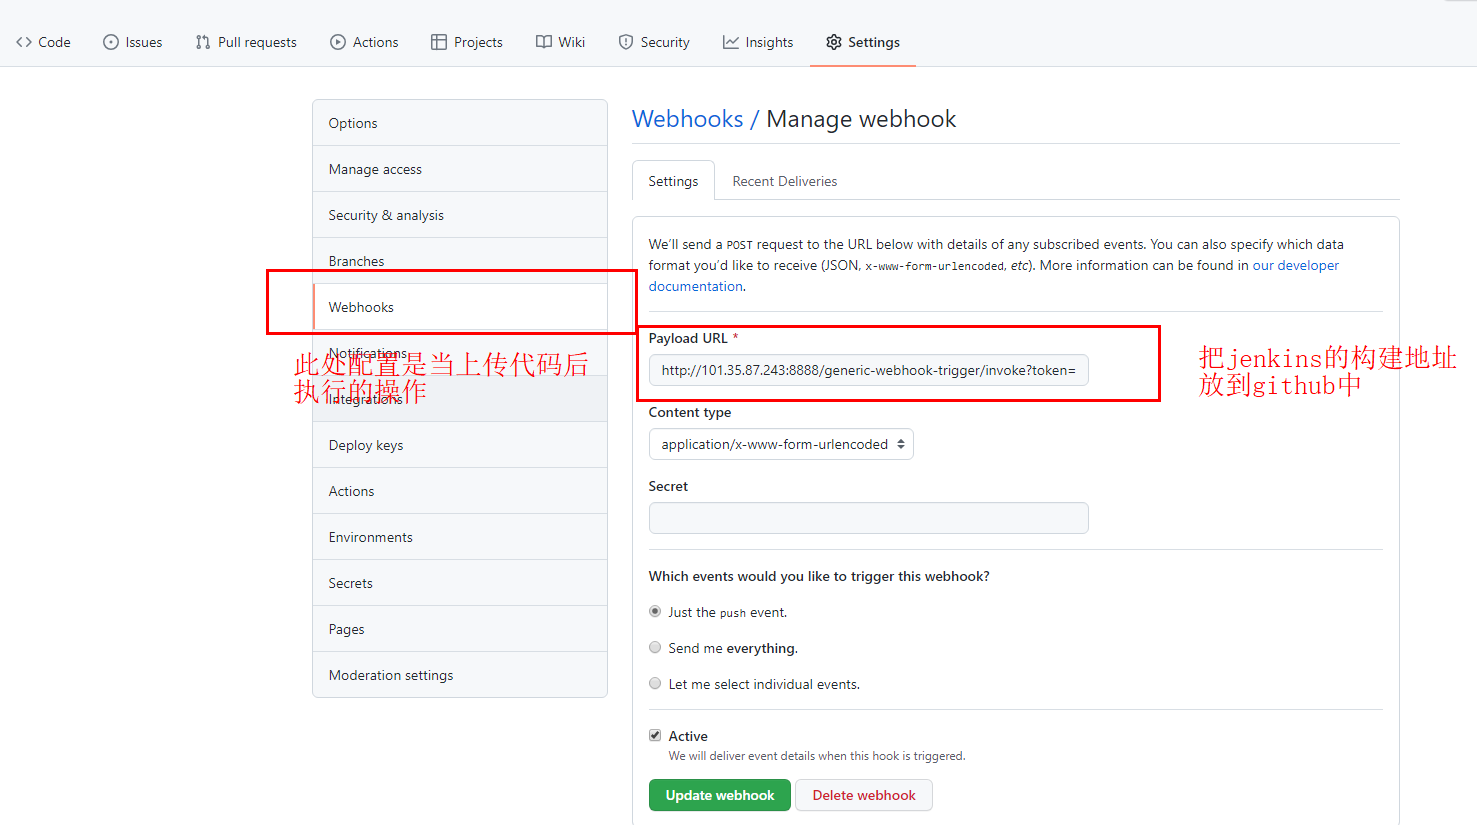 Code Issues Pull requests Actions Projects Wiki Security Insights Settings
Options
Manage access
Security & analysis
Branches
Webhooks
Notifications
Integrations
Deploy keys
Actions
Environments
Secrets
Pages
Moderation settings
此处配置是当上传代码后
执行的操作
Webhooks / Manage webhook
Settings Recent Deliveries
We'll send a POST request to the URL below with details of any subscribed events. You can also specify which data
format you'd like to receive (JSON, x-www-form-urlencoded, etc). More information can be found in our developer
documentation.
Payload URL *
http://101.35.87.243:8888/generic-webhook-trigger/invoke?token=
把jenkins的构建地址
放到github中
Content type
application/x-www-form-urlencoded
Secret
Which events would you like to trigger this webhook?
Just the push event.
Send me everything.
Let me select individual events.
Active
We will deliver event details when this hook is triggered.
Update webhook Delete webhook